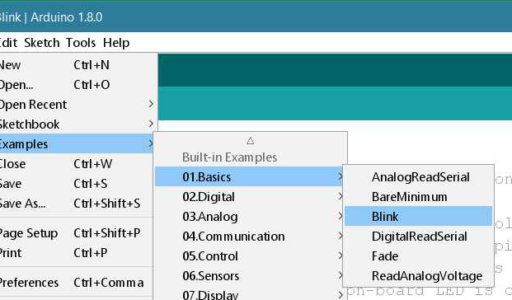 Blink | Arduino 1.8.0
Edit Sketch Tools Help
New Ctrl+N
Open... Ctrl+O
Open Recent
Sketchbook
Examples
Close Ctrl+W
Save Ctrl+S
Save As... Ctrl+Shift+S
Page Setup Ctrl+Shift+P
Print Ctrl+P
Preferences Ctrl+Comma
Built-in Examples
01.Basics
02.Digital
03.Analog
04.Communication
05.Control
06.Sensors
07.Display
AnalogReadSerial
BareMinimum
Blink
DigitalReadSerial
Fade
ReadAnalogVoltage
on-board LED is